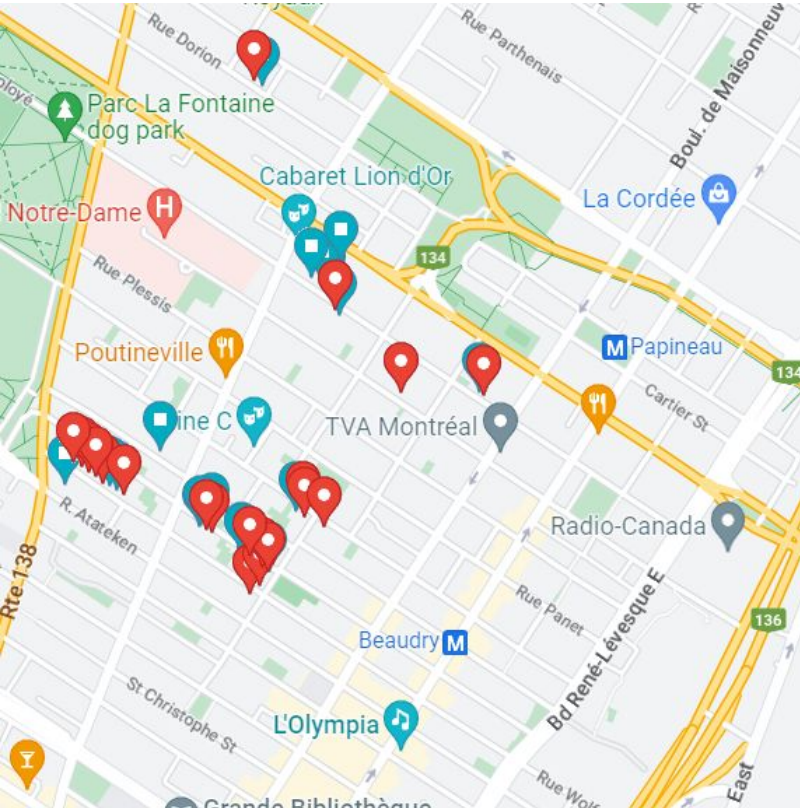 Rue Dorion
Rue Parthenais
Boul. de Maisonneuve
Parc La Fontaine
dog park
Cabaret Lion d'Or
La Cordée
Notre-Dame
H
134
Rue Plessis
Poutineville
M Papineau
134
Cartier St
ine C
TVA Montréal
R. Atateken
Radio-Canada
Rte 138
Rue Panet
136
Beaudry M
Bd René-Lévesque E
St Christophe St
L'Olympia
East
Grande Bibliothèque